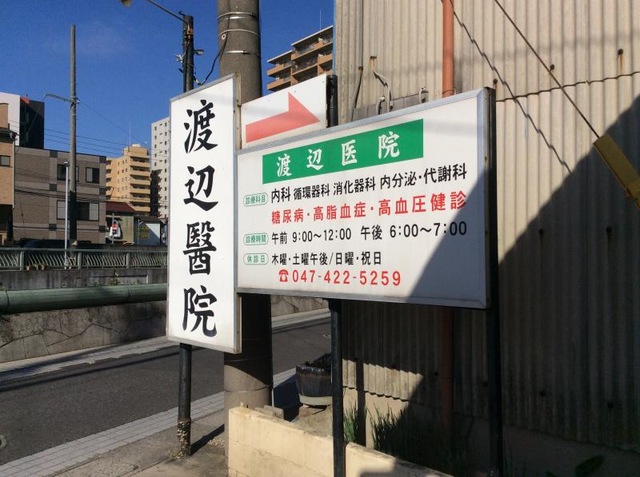 渡辺醫院
渡辺医院
診療科目 内科 循環器科 消化器科 内分泌・代謝科
糖尿病・高脂血症・高血圧健診
診療時間 午前 9:00〜12:00 午後 6:00〜7:00
休診日 木曜・土曜午後/日曜・祝日
☎047-422-5259